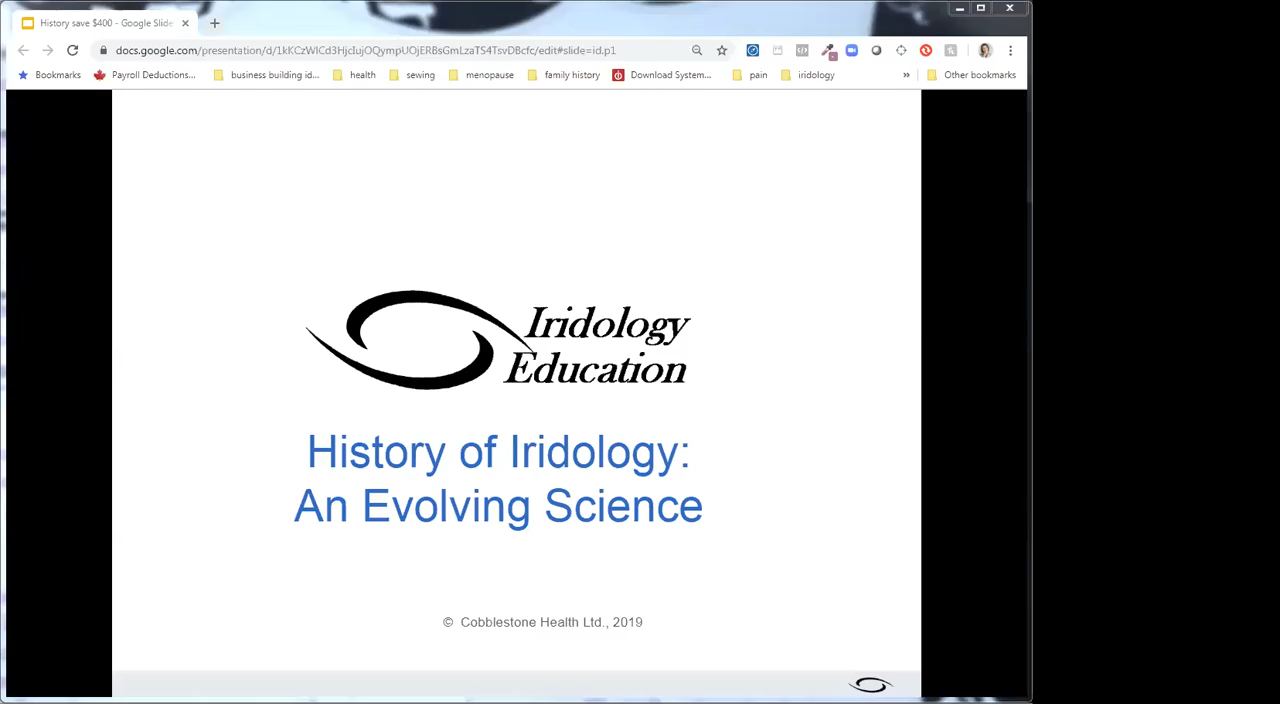 History save $400 - Google Slide
docs.google.com/presentation/d/1kKCzWlCd3HjcIujOQympUOjERBsGmLzaTS4TsvDBcfc/edit#slide=id.p1
Bookmarks Payroll Deductions... business building id... health sewing menopause family history Download System... pain iridology » Other bookmarks
Iridology
Education
History of Iridology:
An Evolving Science
© Cobblestone Health Ltd., 2019